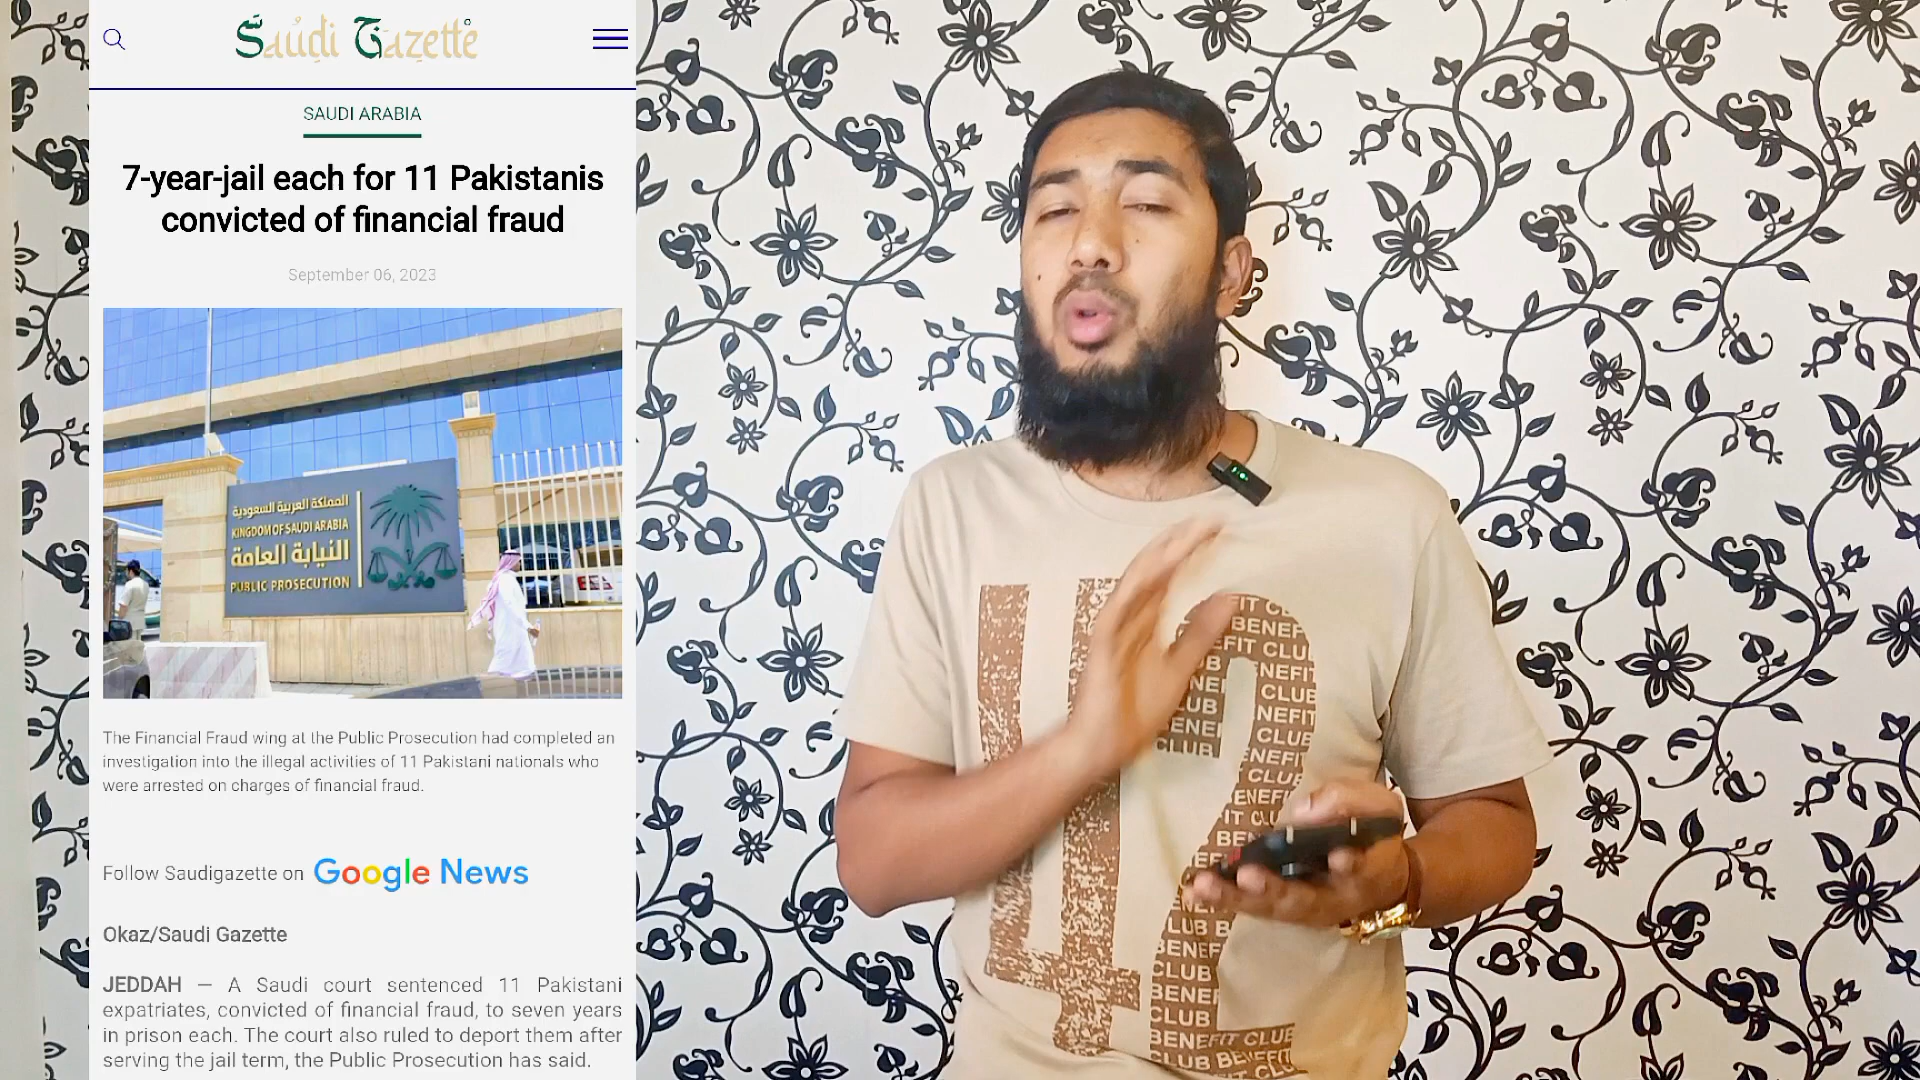 Saudi Gazette
SAUDI ARABIA
7-year-jail each for 11 Pakistanis
convicted of financial fraud
September 06, 2023
المملكة العربية السعودية
KINGDOM OF SAUDI ARABIA
النيابة العامة
PUBLIC PROSECUTION
The Financial Fraud wing at the Public Prosecution had completed an
investigation into the illegal activities of 11 Pakistani nationals who
were arrested on charges of financial fraud.
Follow Saudigazette on Google News
Okaz/Saudi Gazette
JEDDAH — A Saudi court sentenced 11 Pakistani
expatriates, convicted of financial fraud, to seven years
in prison each. The court also ruled to deport them after
serving the jail term, the Public Prosecution has said.
42
BENEFIT CLUB